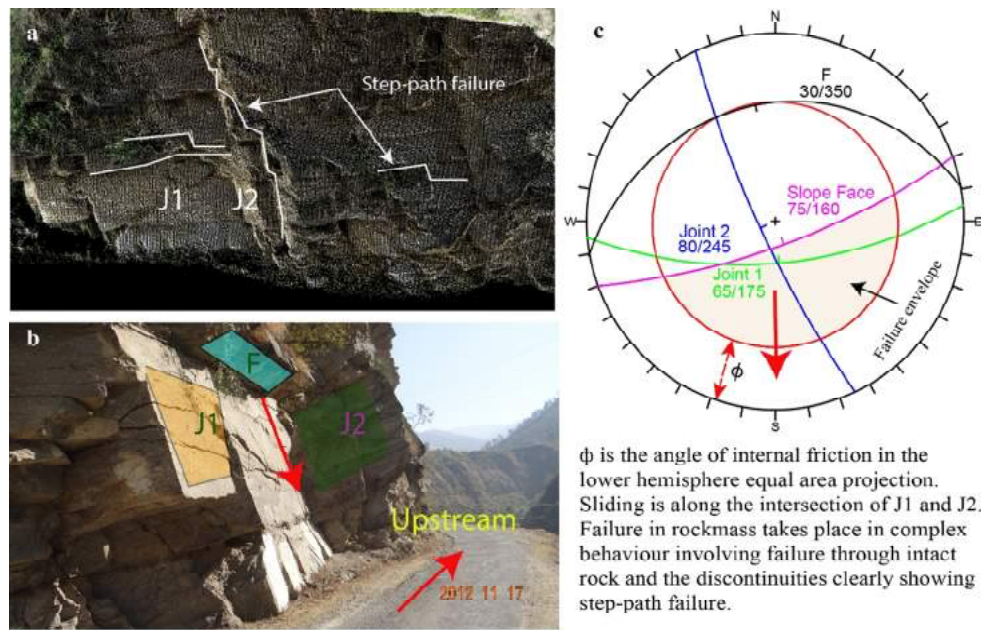 a
Step-path failure
J1
J2
b
F
J1
J2
Upstream
2012 11 17
c
N
F
30/350
Slope Face
75/160
W
E
Joint 2
80/245
Joint 1
65/175
Failure envelope
ϕ
S
ϕ is the angle of internal friction in the
lower hemisphere equal area projection.
Sliding is along the intersection of J1 and J2.
Failure in rockmass takes place in complex
behaviour involving failure through intact
rock and the discontinuities clearly showing
step-path failure.